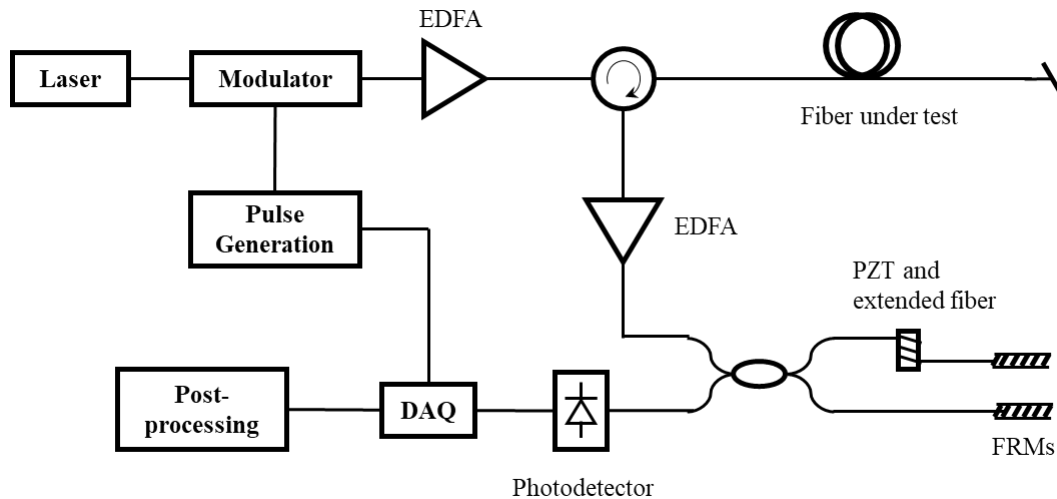 EDFA
Laser
Modulator
Fiber under test
Pulse
Generation
EDFA
PZT and
extended fiber
Post-
processing
DAQ
FRMs
Photodetector